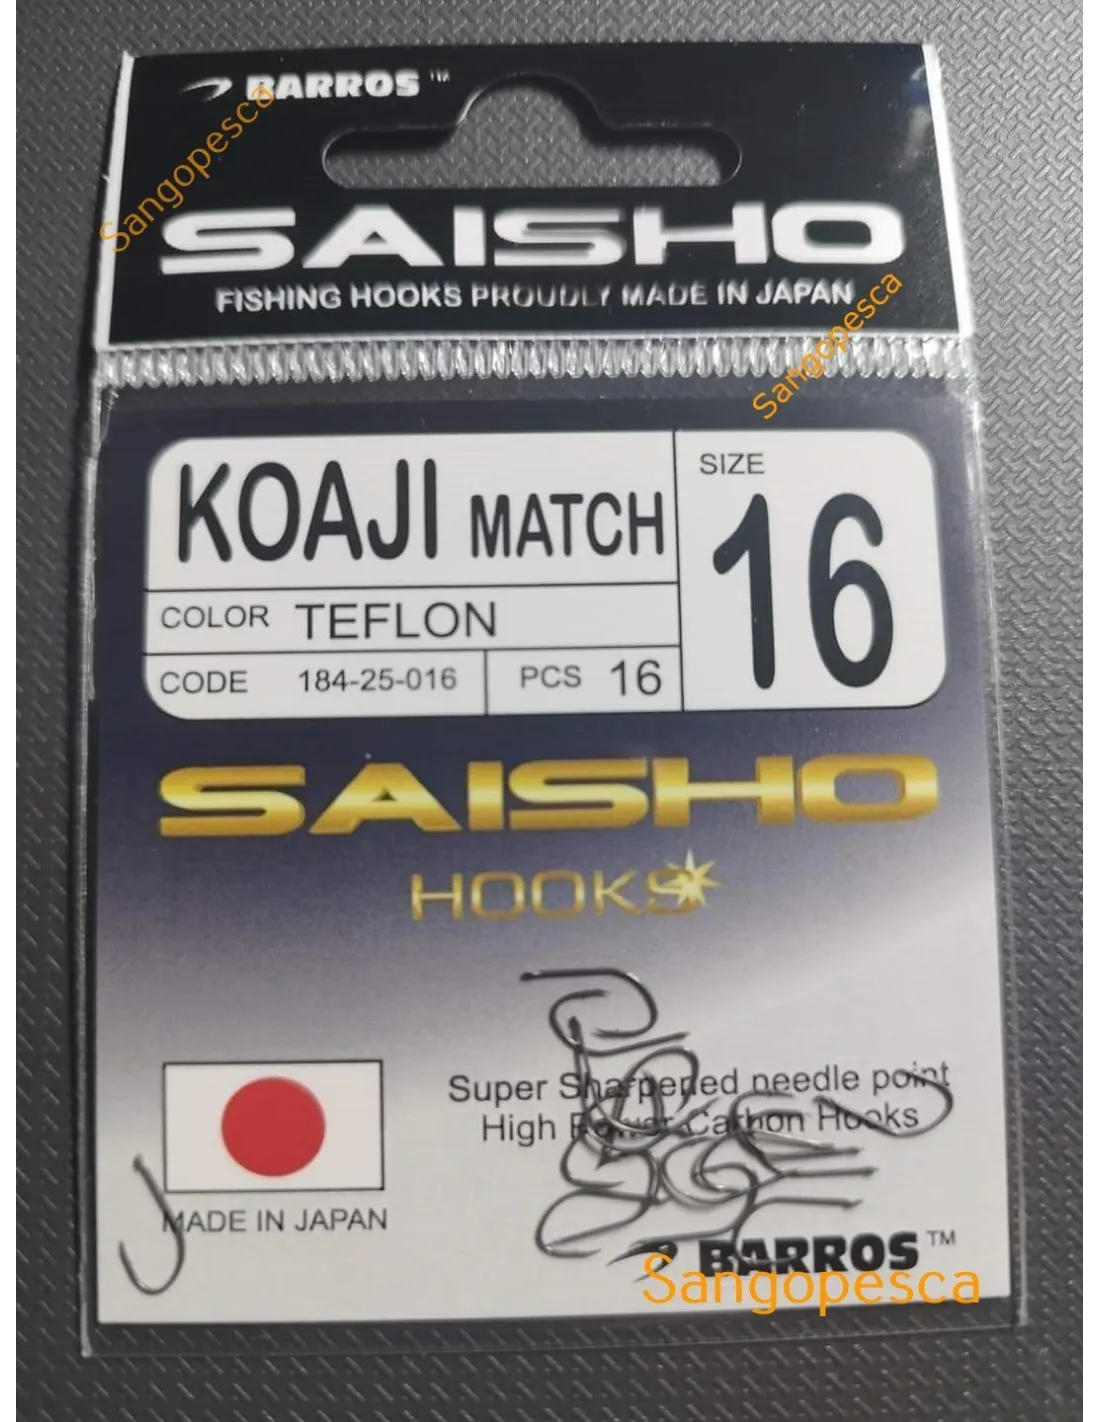 BARROS™
Sangopesca
SAISHO
FISHING HOOKS PROUDLY MADE IN JAPAN
Sangopesca
KOAJI MATCH
SIZE
16
COLOR TEFLON
CODE 184-25-016
PCS 16
SAISHO
HOOKS
Super Sharpened needle point
High Power Carbon Hooks
MADE IN JAPAN
BARROS™
Sangopesca